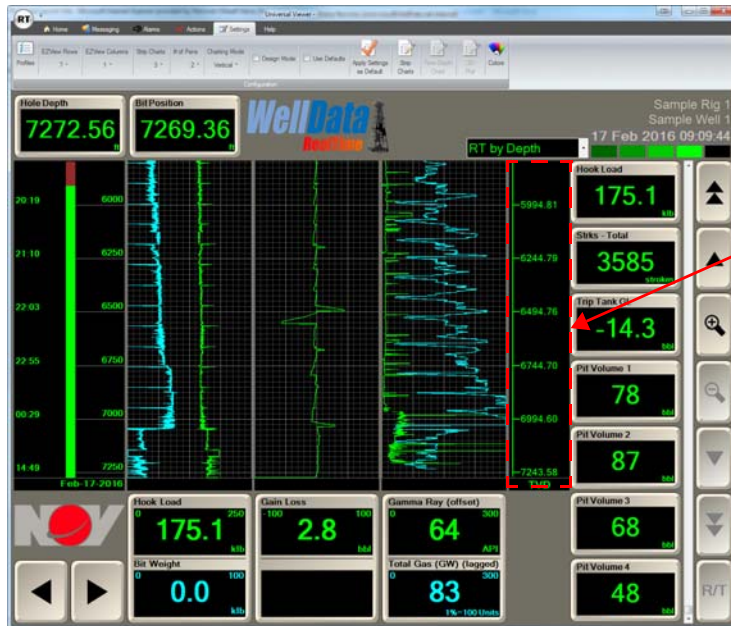 Universal Viewer -
RT
Home Messaging Alarms Actions Settings Help
Profiles
EZView Rows EZView Columns Strip Charts # of Pens Charting Mode
7 1 3 2 Vertical
Design Mode Use Defaults
Apply Settings as Default
Strip Charts
Colors
Configuration
Hole Depth
7272.56
ft
Bit Position
7269.36
ft
WellData
RealTime
Sample Rig 1
Sample Well 1
17 Feb 2016 09:09:44
RT by Depth
20:19 6000
21:10 6250
22:03 6500
22:55 6750
00:29 7000
14:49 7250
Feb-17-2016
5994.81
6244.79
6494.76
6744.70
6994.60
7243.58
TVD
Hook Load
175.1
klb
Strks - Total
3585
strokes
Trip Tank GL
-14.3
bbl
Pit Volume 1
78
bbl
Pit Volume 2
87
bbl
Pit Volume 3
68
bbl
Pit Volume 4
48
bbl
R/T
NOV
Hook Load
0 250
175.1
klb
Bit Weight
0 100
0.0
klb
Gain Loss
-100 100
2.8
bbl
Gamma Ray (offset)
0 300
64
API
Total Gas (GW) (lagged)
0 300
83
1%=100 Units